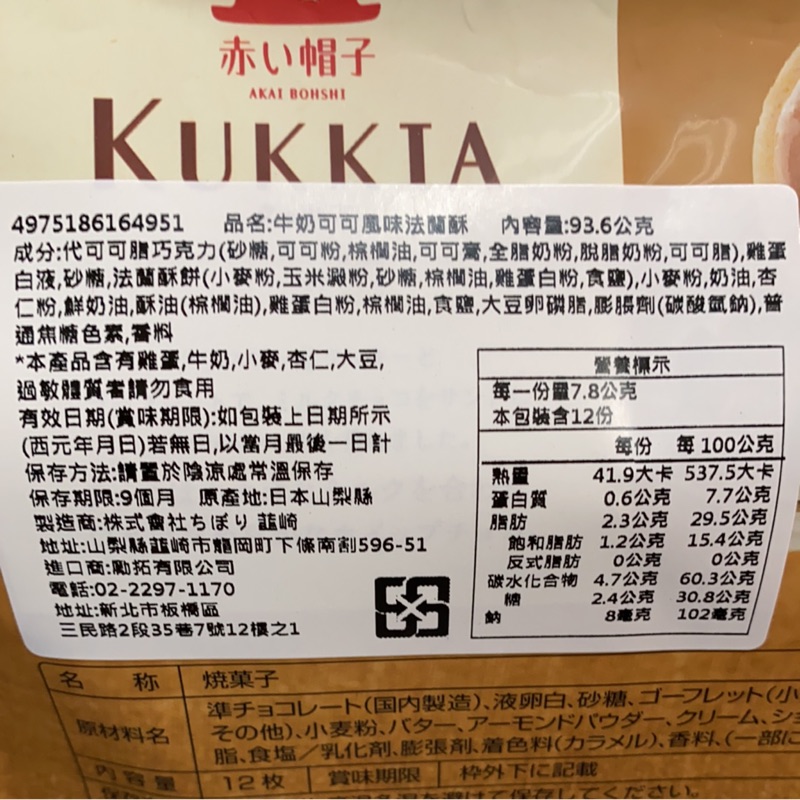 赤い帽子
AKAI BOHSHI
KUKKIA
4975186164951 品名:牛奶可可風味法蘭酥 內容量:93.6公克
成分:代可可脂巧克力(砂糖,可可粉,棕櫚油,可可膏,全脂奶粉,脫脂奶粉,可可脂),雞蛋
白液,砂糖,法蘭酥餅(小麥粉,玉米澱粉,砂糖,棕櫚油,雞蛋白粉,食鹽),小麥粉,奶油,杏
仁粉,鮮奶油,酥油(棕櫚油),雞蛋白粉,棕櫚油,食鹽,大豆卵磷脂,膨脹劑(碳酸氫鈉),普
通焦糖色素,香料
*本產品含有雞蛋,牛奶,小麥,杏仁,大豆,
過敏體質者請勿食用
有效日期(賞味期限):如包裝上日期所示
(西元年月日)若無日,以當月最後一日計
保存方法:請置於陰涼處常溫保存
保存期限:9個月 原產地:日本山梨縣
製造商:株式會社ちぼり 韮崎
地址:山梨縣韮崎市龍岡町下條南割596-51
進口商:勵拓有限公司
電話:02-2297-1170
地址:新北市板橋區
三民路2段35巷7號12樓之1
營養標示
每一份量7.8公克
本包裝含12份
每份 每100公克
熱量 41.9大卡 537.5大卡
蛋白質 0.6公克 7.7公克
脂肪 2.3公克 29.5公克
飽和脂肪 1.2公克 15.4公克
反式脂肪 0公克 0公克
碳水化合物 4.7公克 60.3公克
糖 2.4公克 30.8公克
鈉 8毫克 102毫克
名称 焼菓子
原材料名 準チョコレート(国内製造)、液卵白、砂糖、ゴーフレット(小
その他)、小麦粉、バター、アーモンドパウダー、クリーム、ショ
脂、食塩/乳化剤、膨張剤、着色料(カラメル)、香料、(一部に
内容量 12枚 賞味期限 枠外下に記載
を避けて保存してください。